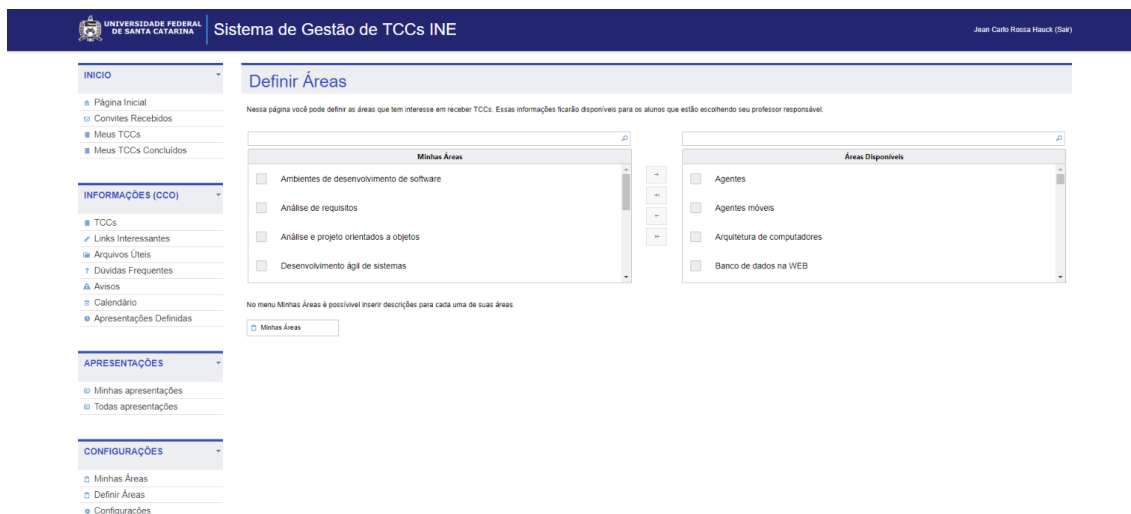 UNIVERSIDADE FEDERAL
DE SANTA CATARINA
Sistema de Gestão de TCCs INE
Jean Carlo Rossa Hauck (Sair)
INICIO
Página Inicial
Convites Recebidos
Meus TCCs
Meus TCCs Concluídos
INFORMAÇÕES (CCO)
TCCs
Links Interessantes
Arquivos Úteis
Dúvidas Frequentes
Avisos
Calendário
Apresentações Definidas
APRESENTAÇÕES
Minhas apresentações
Todas apresentações
CONFIGURAÇÕES
Minhas Áreas
Definir Áreas
Configurações
Definir Áreas
Nessa página você pode definir as áreas que tem interesse em receber TCCs. Essas informações ficarão disponíveis para os alunos que estão escolhendo seu professor responsável.
Minhas Áreas
Ambientes de desenvolvimento de software
Análise de requisitos
Análise e projeto orientados a objetos
Desenvolvimento ágil de sistemas
Áreas Disponíveis
Agentes
Agentes móveis
Arquitetura de computadores
Banco de dados na WEB
No menu Minhas Áreas é possívivel inserir descrições para cada uma de suas áreas.
Minhas Áreas